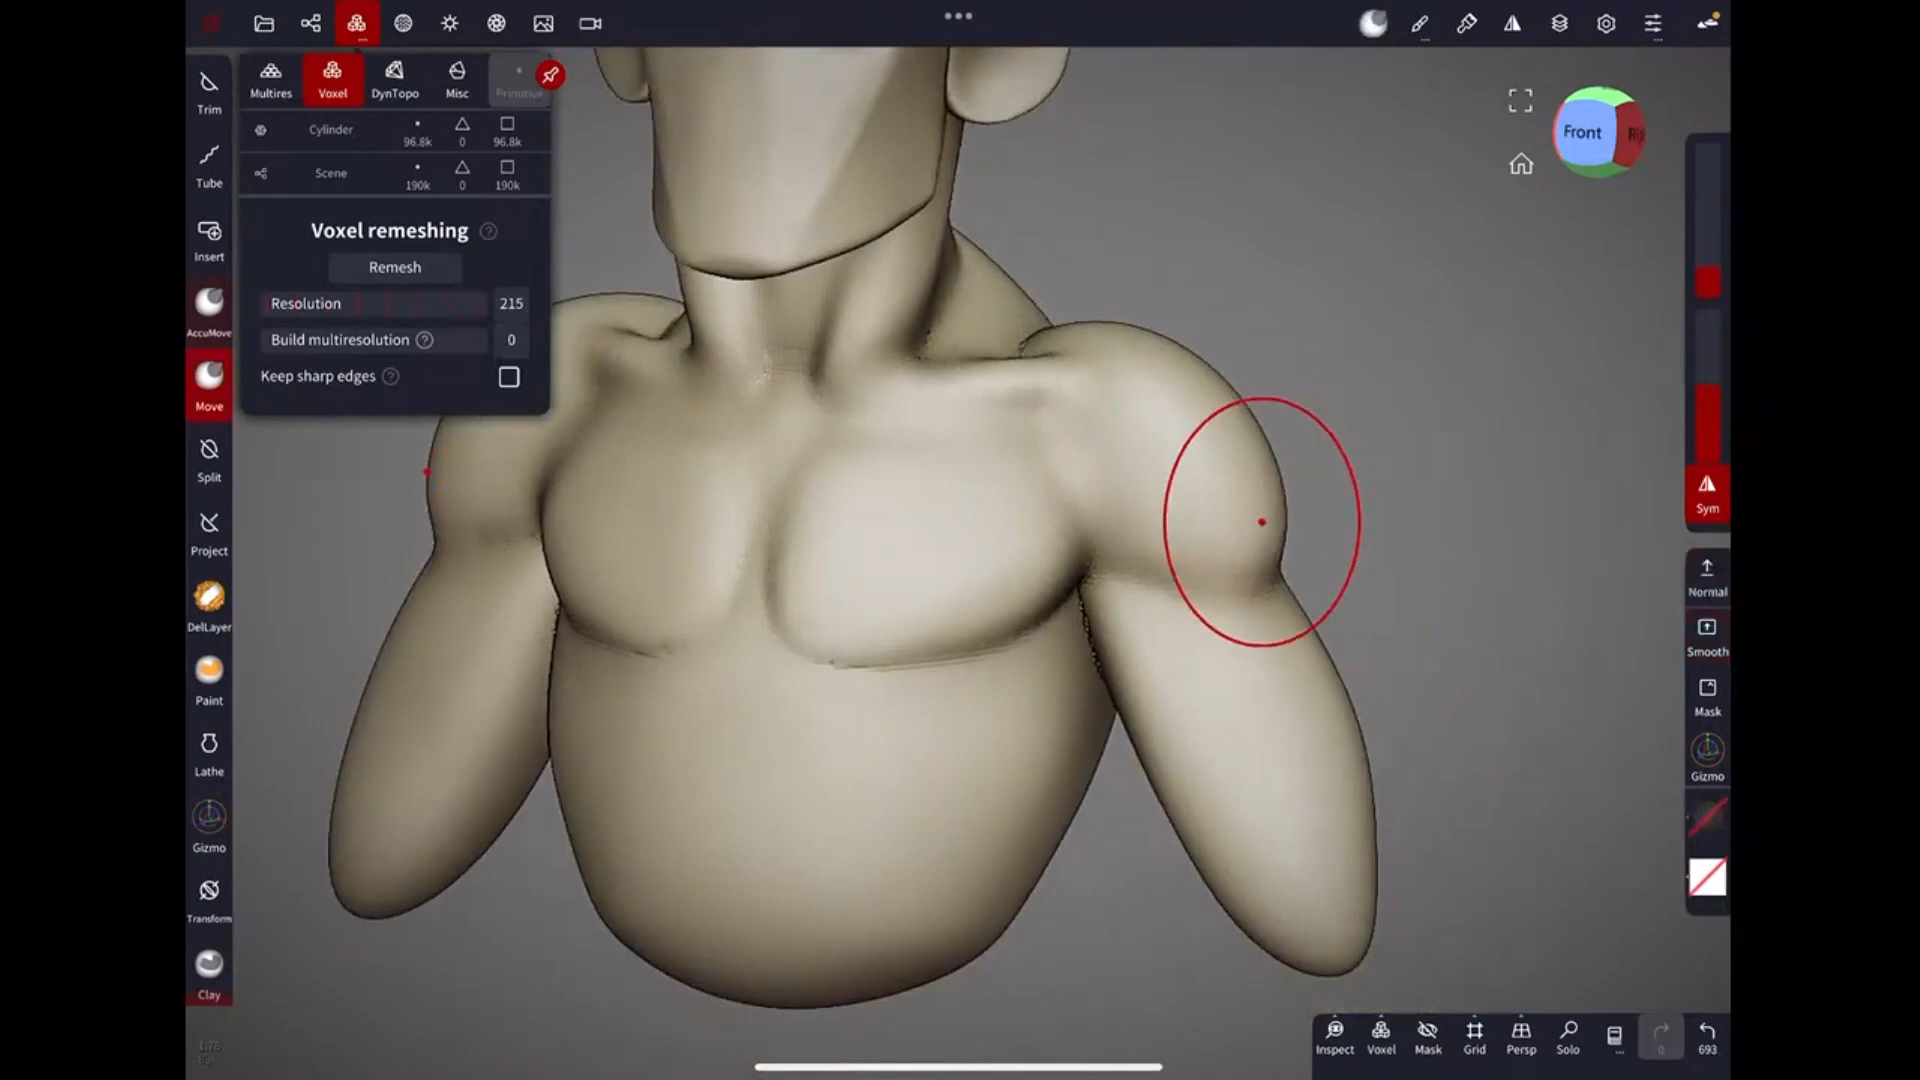 Multires
Voxel
DynTopo
Misc
Primitive
Cylinder
96.8k
0
96.8k
Scene
190k
0
190k
Voxel remeshing ?
Remesh
Resolution 215
Build multiresolution ? 0
Keep sharp edges ?
Trim
Tube
Insert
AccuMove
Move
Split
Project
DelLayer
Paint
Lathe
Gizmo
Transform
Clay
Front
Sym
Normal
Smooth
Mask
Gizmo
Inspect
Voxel
Mask
Grid
Persp
Solo
0
693